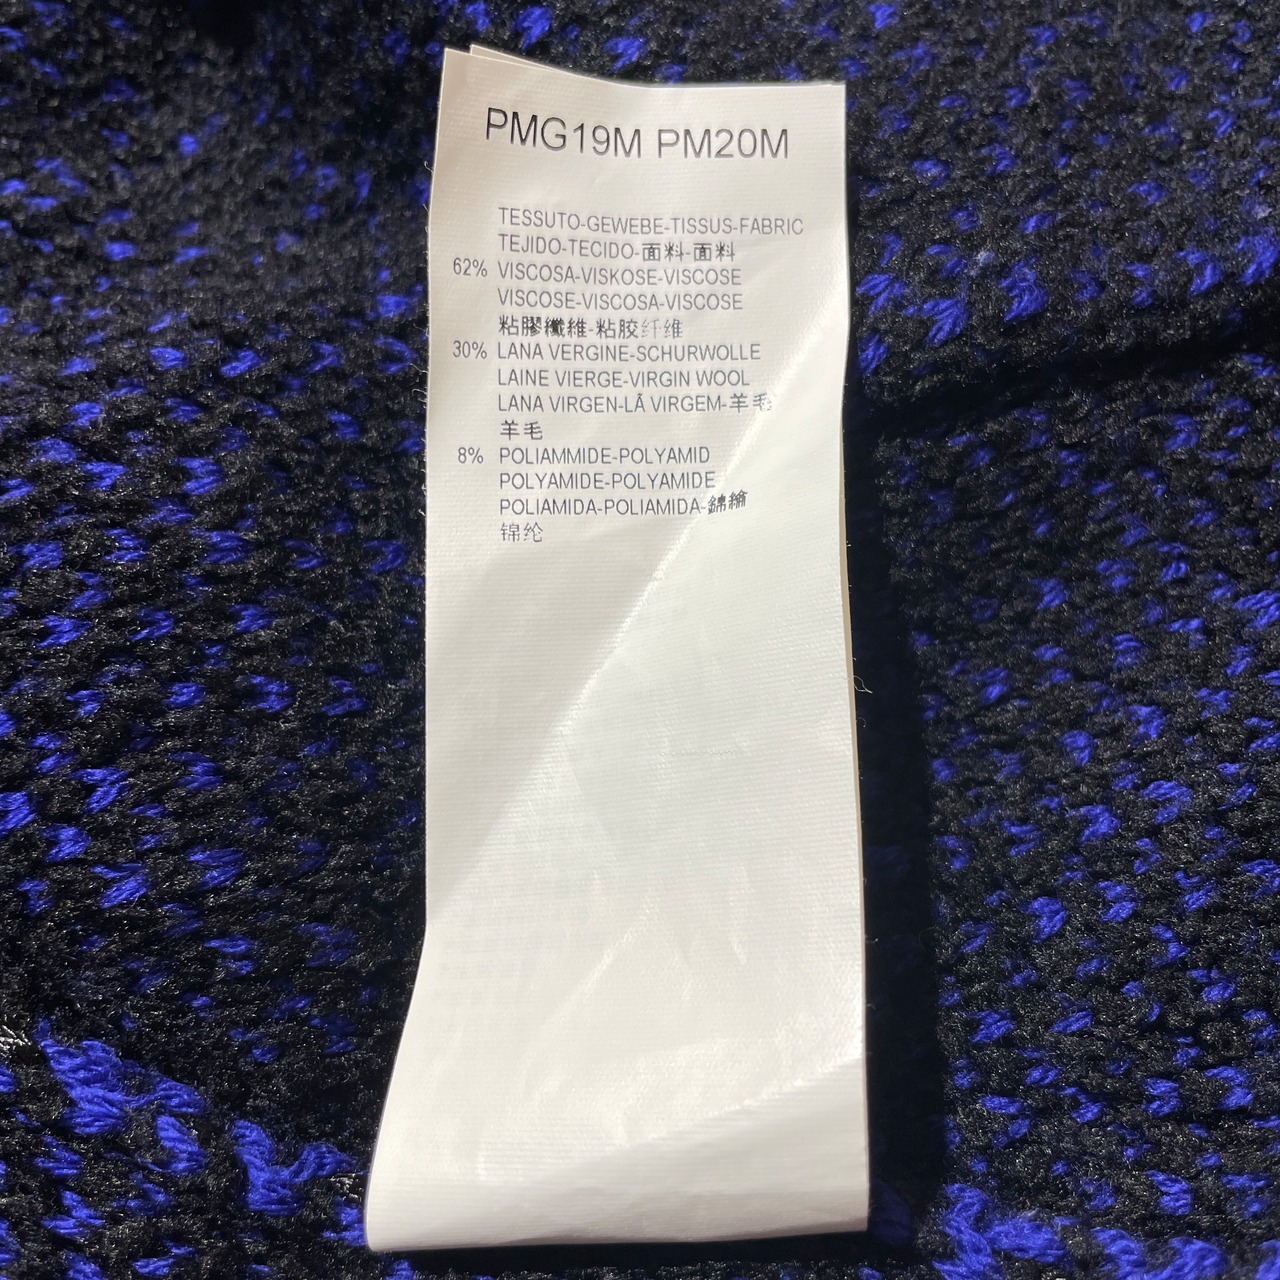 PMG19M PM20M
TESSUTO-GEWEBE-TISSUS-FABRIC
TEJIDO-TECIDO-面料-面料
62% VISCOSA-VISKOSE-VISCOSE
VISCOSE-VISCOSA-VISCOSE
粘膠纖維-粘胶纤维
30% LANA VERGINE-SCHURWOLLE
LAINE VIERGE-VIRGIN WOOL
LANA VIRGEN-LÃ VIRGEM-羊毛
羊毛
8% POLIAMMIDE-POLYAMID
POLYAMIDE-POLYAMIDE
POLIAMIDA-POLIAMIDA-錦綸
锦纶